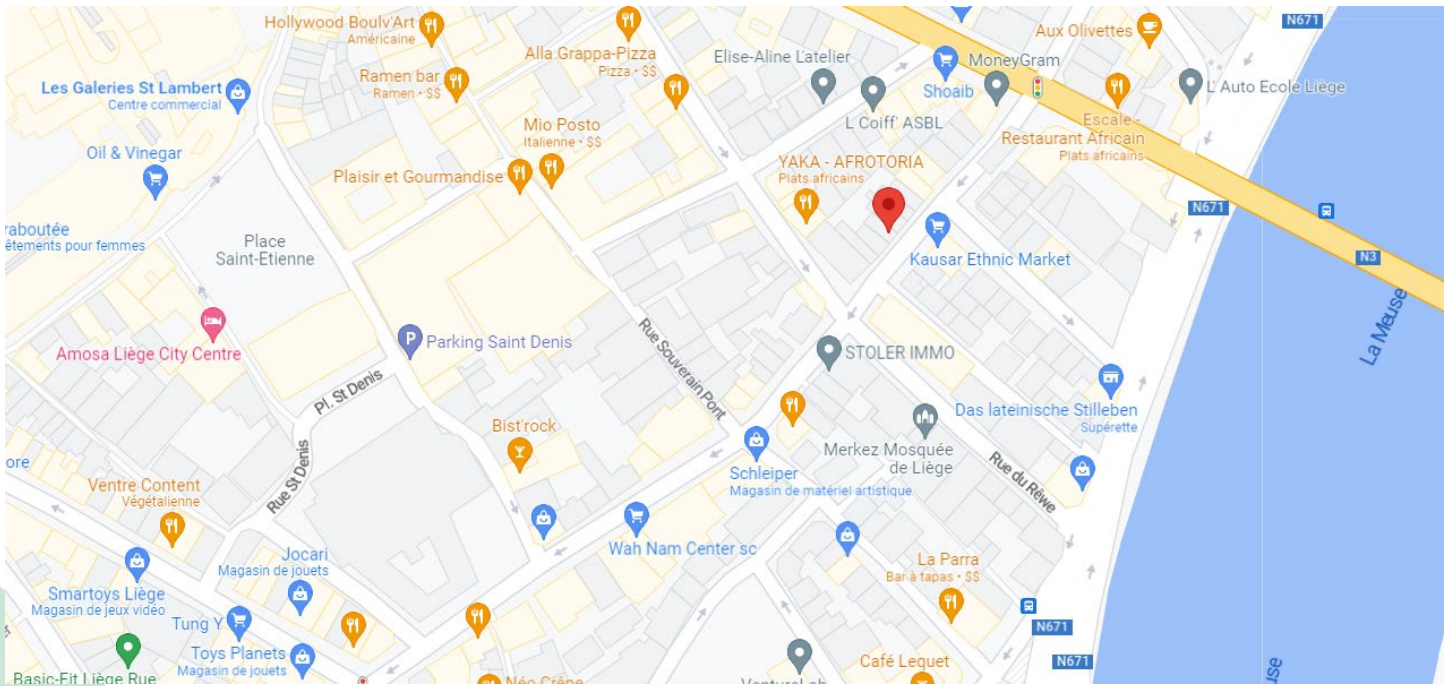 Hollywood Boulv'Art
Américaine
Alla Grappa-Pizza
Pizza • $$
Elise-Aline L'atelier
MoneyGram
Aux Olivettes
N671
Les Galeries St Lambert
Centre commercial
Ramen bar
Ramen • $$
Shoaib
L' Auto Ecole Liège
L Coiff' ASBL
Mio Posto
Italienne • $$
Escale -
Restaurant Africain
Plats africains
Oil & Vinegar
Plaisir et Gourmandise
YAKA - AFROTORIA
Plats africains
N671
raboutée
êtements pour femmes
Place
Saint-Etienne
Kausar Ethnic Market
N3
La Meuse
Amosa Liège City Centre
P
Parking Saint Denis
Rue Souverain Pont
STOLER IMMO
Pl. St Denis
Das lateinische Stilleben
Supérette
Bist'rock
Merkez Mosquée
de Liège
ore
Rue St Denis
Schleiper
Magasin de matériel artistique
Rue du Rêwe
Ventre Content
Végétalienne
Wah Nam Center sc
Jocari
Magasin de jouets
La Parra
Bar à tapas • $$
Smartoys Liège
Magasin de jeux vidéo
Tung Y
N671
Toys Planets
Magasin de jouets
Café Lequet
N671
Basic-Fit Liège Rue
Néo Crêpe
VentureLab
use